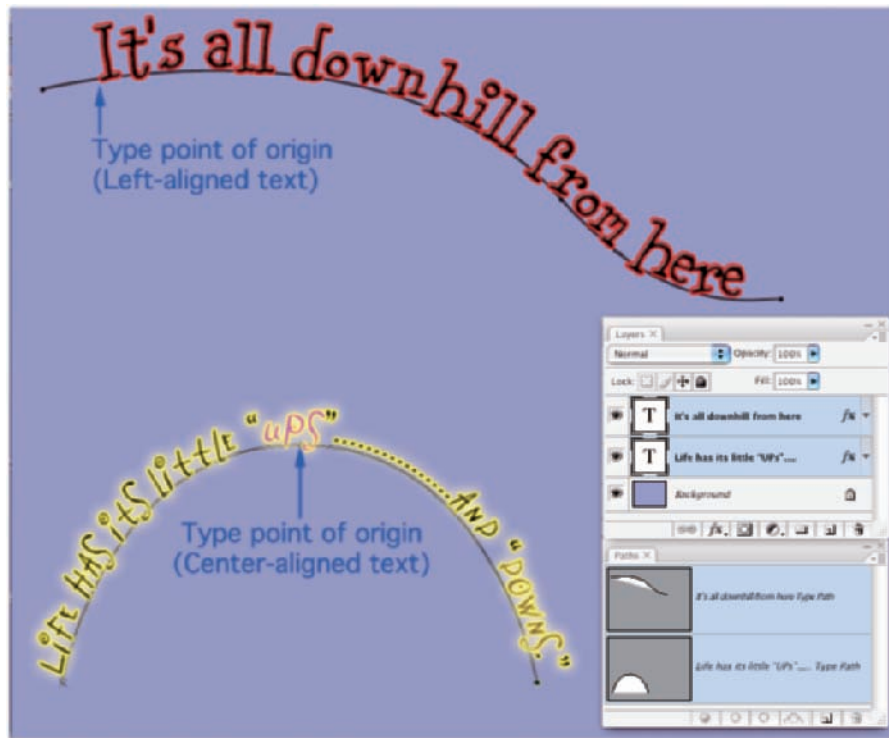 It's all downhill from here
Type point of origin
(Left-aligned text)
Life has its little "ups"..............And "Downs."
Type point of origin
(Center-aligned text)
Layers ×
Normal Opacity: 100%
Lock: Fill: 100%
T It's all downhill from here fx
T Life has its little "UPs".... fx
Background
fx
Paths ×
It's all downhill from here Type Path
Life has its little "UPs"..... Type Path